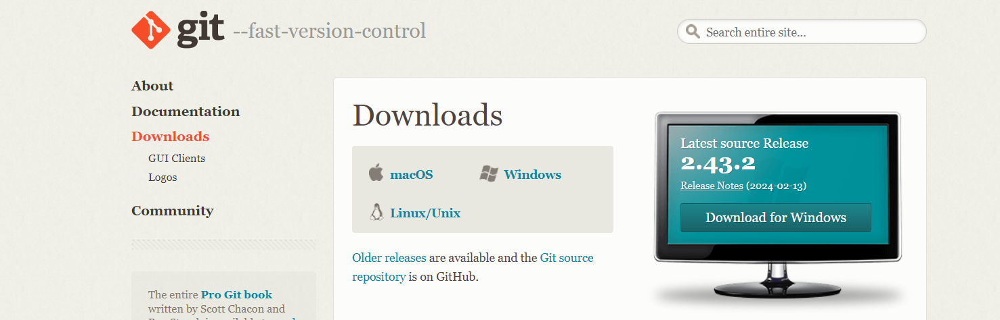 git --fast-version-control
Search entire site...
About
Documentation
Downloads
GUI Clients
Logos
Community
The entire Pro Git book
written by Scott Chacon and
Downloads
macOS
Windows
Linux/Unix
Older releases are available and the Git source
repository is on GitHub.
Latest source Release
2.43.2
Release Notes (2024-02-13)
Download for Windows